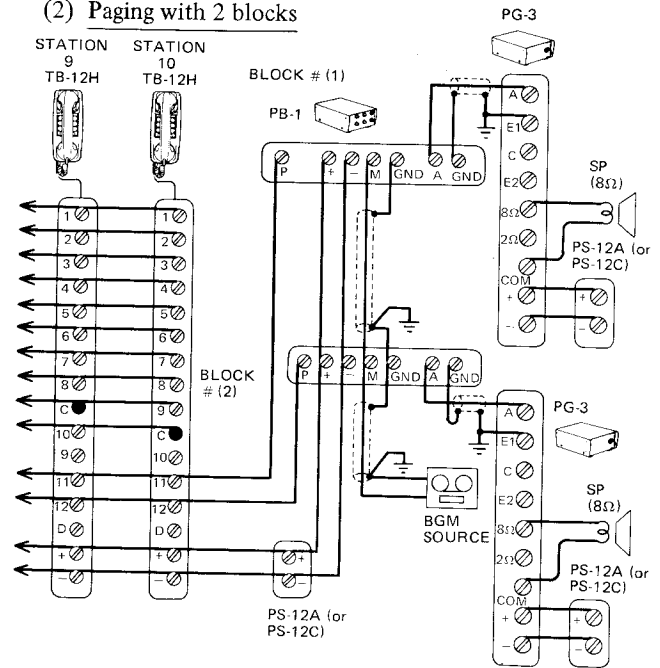 (2) Paging with 2 blocks
STATION
9
TB-12H
STATION
10
TB-12H
BLOCK # (1)
PB-1
PG-3
P + − M GND A GND
A
E1
C
E2
8Ω
2Ω
COM
+
−
SP
(8Ω)
PS-12A (or
PS-12C)
+
−
1
2
3
4
5
6
7
8
C
10
9
11
12
D
+
−
1
2
3
4
5
6
7
8
9
C
10
11
12
D
+
−
BLOCK
# (2)
P + − M GND A GND
PG-3
A
E1
C
E2
8Ω
2Ω
COM
+
−
SP
(8Ω)
PS-12A (or
PS-12C)
+
−
BGM
SOURCE
+
−
PS-12A (or
PS-12C)